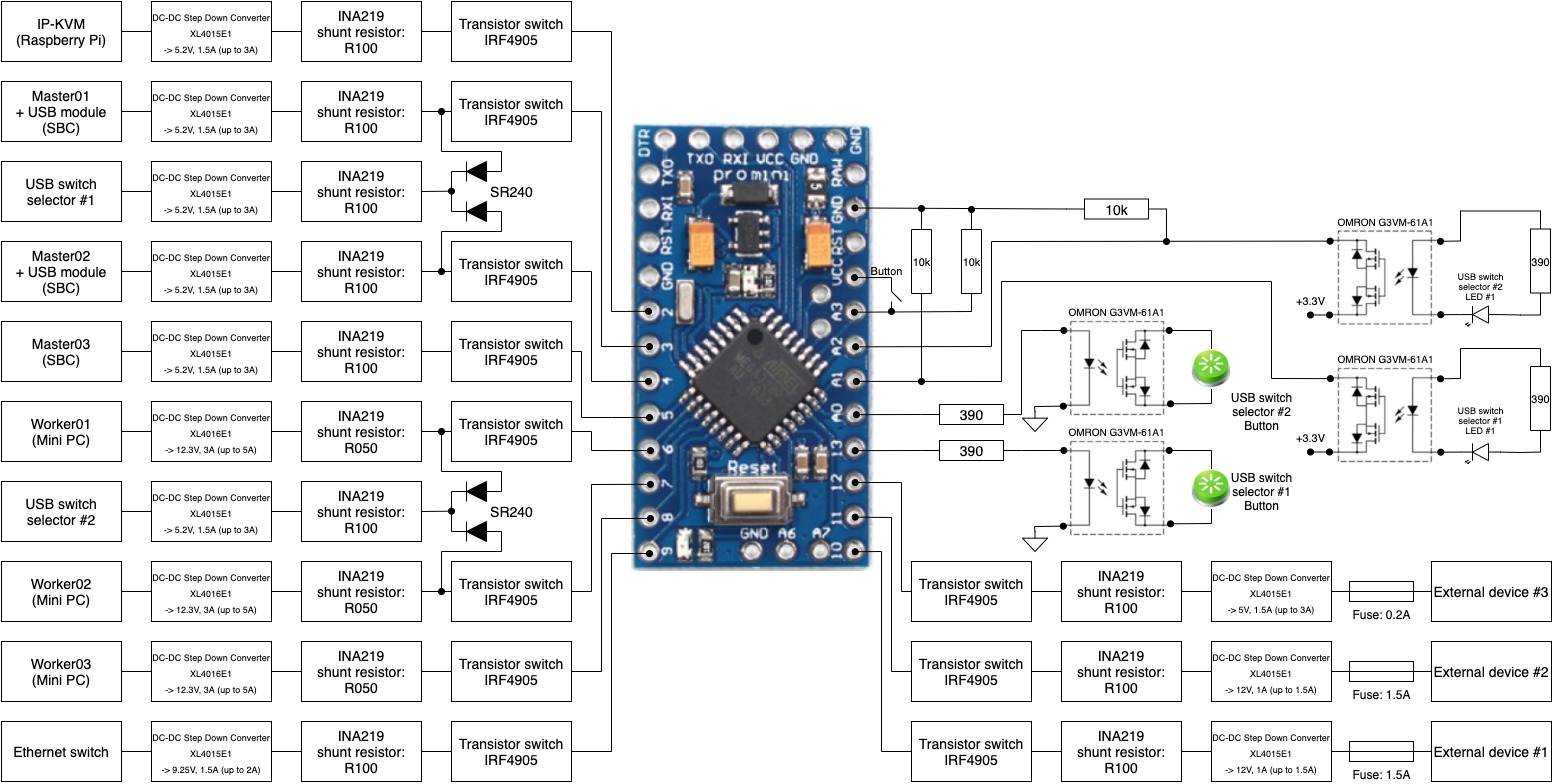 IP-KVM
(Raspberry Pi)
DC-DC Step Down Converter
XL4015E1
-> 5.2V, 1.5A (up to 3A)
INA219
shunt resistor:
R100
Transistor switch
IRF4905
Master01
+ USB module
(SBC)
DC-DC Step Down Converter
XL4015E1
-> 5.2V, 1.5A (up to 3A)
INA219
shunt resistor:
R100
Transistor switch
IRF4905
USB switch
selector #1
DC-DC Step Down Converter
XL4015E1
-> 5.2V, 1.5A (up to 3A)
INA219
shunt resistor:
R100
SR240
Master02
+ USB module
(SBC)
DC-DC Step Down Converter
XL4015E1
-> 5.2V, 1.5A (up to 3A)
INA219
shunt resistor:
R100
Transistor switch
IRF4905
Master03
(SBC)
DC-DC Step Down Converter
XL4015E1
-> 5.2V, 1.5A (up to 3A)
INA219
shunt resistor:
R100
Transistor switch
IRF4905
Worker01
(Mini PC)
DC-DC Step Down Converter
XL4016E1
-> 12.3V, 3A (up to 5A)
INA219
shunt resistor:
R050
Transistor switch
IRF4905
USB switch
selector #2
DC-DC Step Down Converter
XL4015E1
-> 5.2V, 1.5A (up to 3A)
INA219
shunt resistor:
R100
SR240
Worker02
(Mini PC)
DC-DC Step Down Converter
XL4016E1
-> 12.3V, 3A (up to 5A)
INA219
shunt resistor:
R050
Transistor switch
IRF4905
Worker03
(Mini PC)
DC-DC Step Down Converter
XL4016E1
-> 12.3V, 3A (up to 5A)
INA219
shunt resistor:
R050
Transistor switch
IRF4905
Ethernet switch
DC-DC Step Down Converter
XL4015E1
-> 9.25V, 1.5A (up to 2A)
INA219
shunt resistor:
R100
Transistor switch
IRF4905
DTR
TXO RXI VCC GND
GND
pro mini
TXO
RXI
RST
GND
2
3
4
5
6
7
8
9
RAW
GND
RST
VCC
A3
A2
A1
A0
13
12
11
10
Reset
GND A6 A7
Button
10k
10k
10k
390
390
OMRON G3VM-61A1
USB switch
selector #2
Button
OMRON G3VM-61A1
USB switch
selector #1
Button
OMRON G3VM-61A1
+3.3V
USB switch
selector #2
LED #1
390
OMRON G3VM-61A1
+3.3V
USB switch
selector #1
LED #1
390
Transistor switch
IRF4905
INA219
shunt resistor:
R100
DC-DC Step Down Converter
XL4015E1
-> 5V, 1.5A (up to 3A)
Fuse: 0.2A
External device #3
Transistor switch
IRF4905
INA219
shunt resistor:
R100
DC-DC Step Down Converter
XL4015E1
-> 12V, 1A (up to 1.5A)
Fuse: 1.5A
External device #2
Transistor switch
IRF4905
INA219
shunt resistor:
R100
DC-DC Step Down Converter
XL4015E1
-> 12V, 1A (up to 1.5A)
Fuse: 1.5A
External device #1